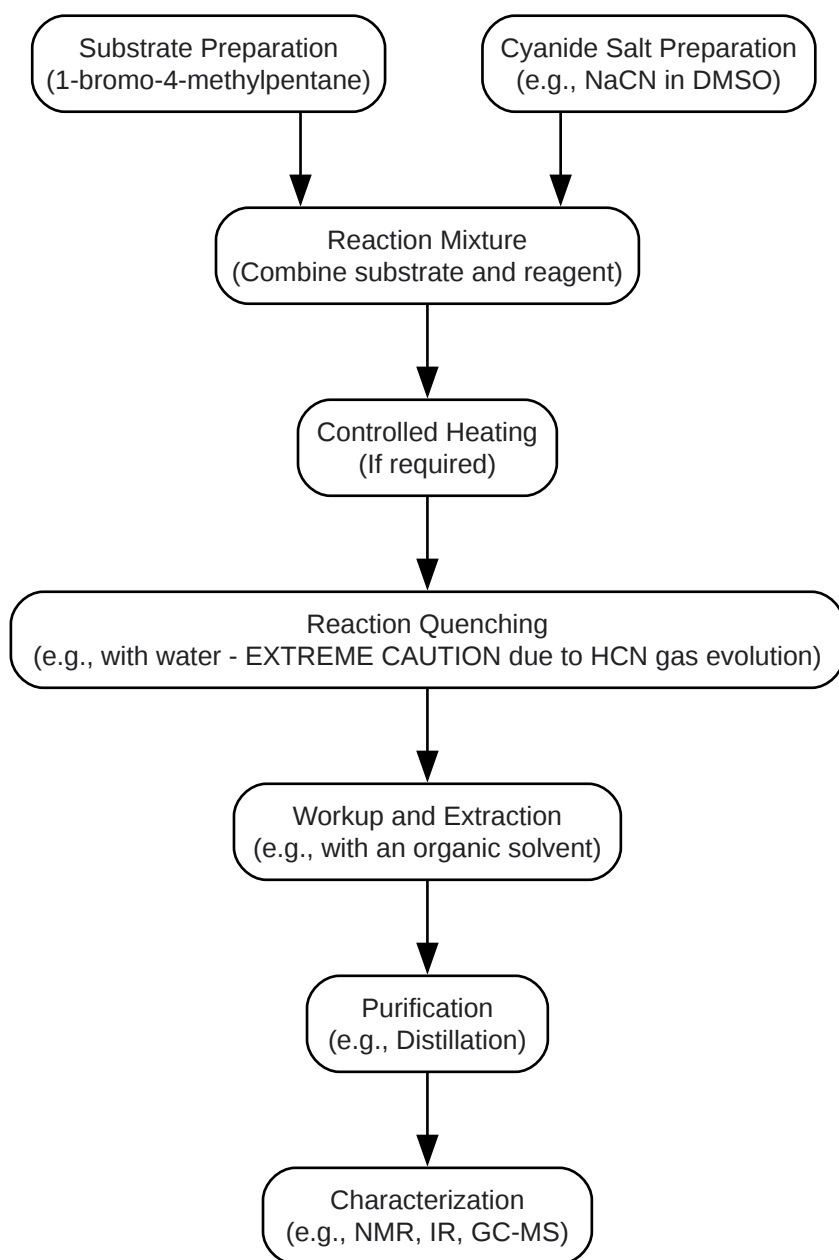 Substrate Preparation
(1-bromo-4-methylpentane)
Cyanide Salt Preparation
(e.g., NaCN in DMSO)
Reaction Mixture
(Combine substrate and reagent)
Controlled Heating
(If required)
Reaction Quenching
(e.g., with water - EXTREME CAUTION due to HCN gas evolution)
Workup and Extraction
(e.g., with an organic solvent)
Purification
(e.g., Distillation)
Characterization
(e.g., NMR, IR, GC-MS)